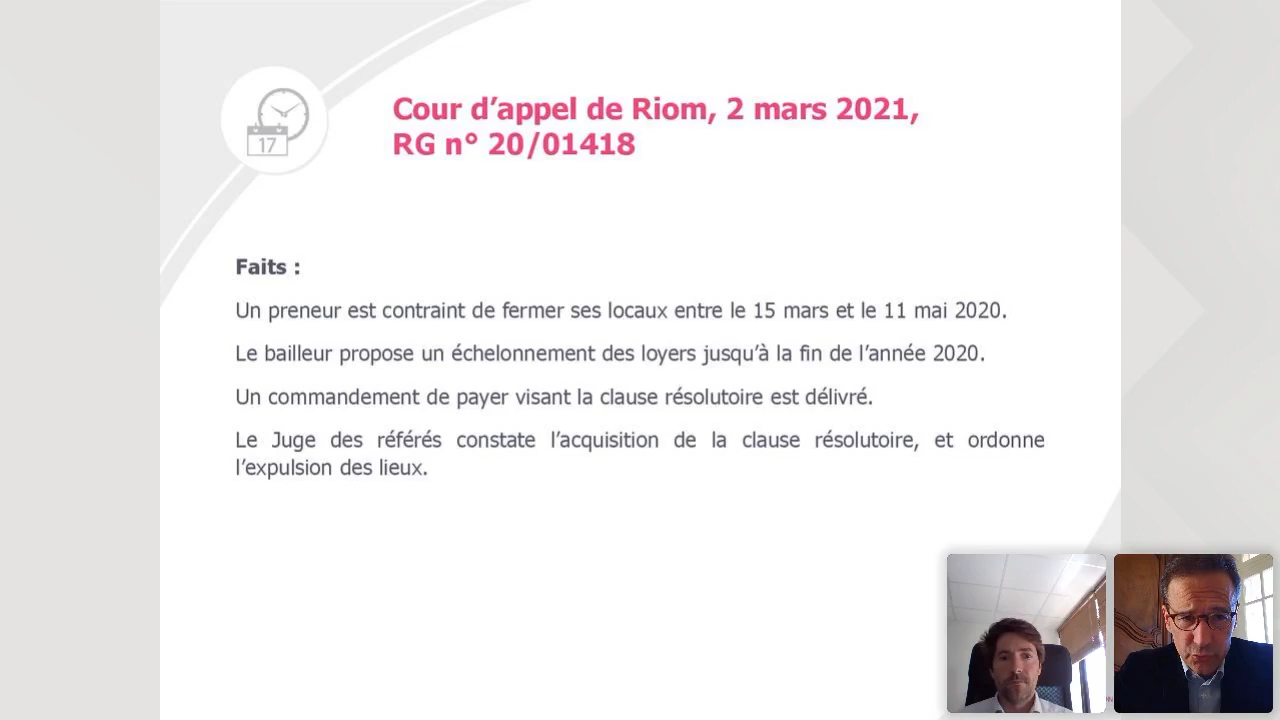 Cour d’appel de Riom, 2 mars 2021,
RG n° 20/01418
17
Faits :
Un preneur est contraint de fermer ses locaux entre le 15 mars et le 11 mai 2020.
Le bailleur propose un échelonnement des loyers jusqu’à la fin de l’année 2020.
Un commandement de payer visant la clause résolutoire est délivré.
Le Juge des référés constate l’acquisition de la clause résolutoire, et ordonne
l’expulsion des lieux.